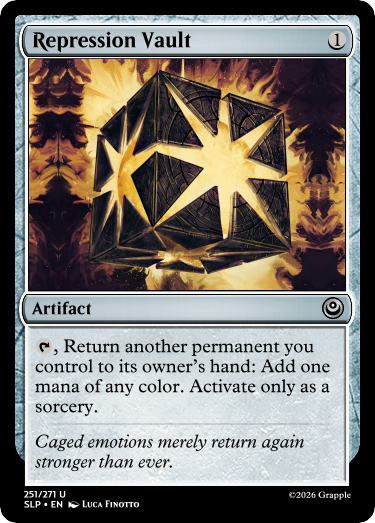 Repression Vault 1
Artifact
, Return another permanent you
control to its owner's hand: Add one
mana of any color. Activate only as a
sorcery.
Caged emotions merely return again
stronger than ever.
251/271 U
SLP • EN Luca Finotto
©2026 Grapple